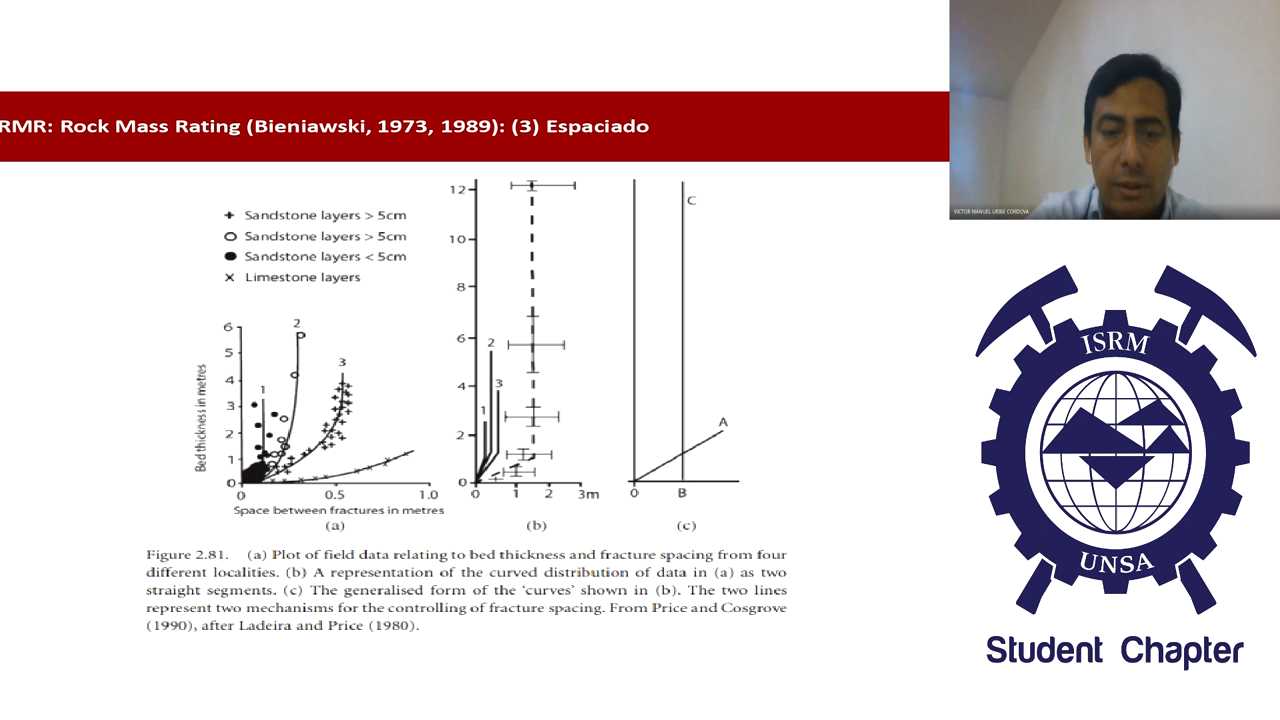 RMR: Rock Mass Rating (Bieniawski, 1973, 1989): (3) Espaciado
VICTOR MANUEL URIBE CORDOVA
+ Sandstone layers > 5cm
Sandstone layers > 5cm
Sandstone layers < 5cm
× Limestone layers
Bed thickness in metres
6
5
4
3
2
1
0
1
2
3
0
0.5
1.0
Space between fractures in metres
(a)
12
10
8
6
4
2
0
1
2
3
0
1
2
3m
(b)
C
A
0
B
(c)
Figure 2.81. (a) Plot of field data relating to bed thickness and fracture spacing from four
different localities. (b) A representation of the curved distribution of data in (a) as two
straight segments. (c) The generalised form of the ‘curves’ shown in (b). The two lines
represent two mechanisms for the controlling of fracture spacing. From Price and Cosgrove
(1990), after Ladeira and Price (1980).
ISRM
UNSA
Student Chapter